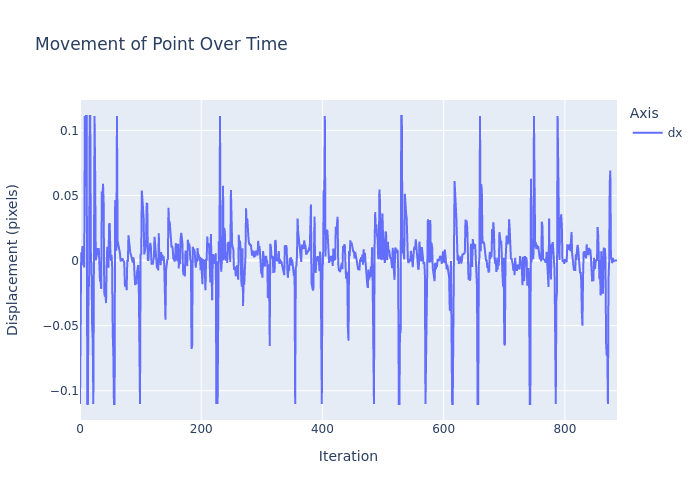 Movement of Point Over Time
Axis
dx
0.1
0.05
0
−0.05
−0.1
0
200
400
600
800
Displacement (pixels)
Iteration